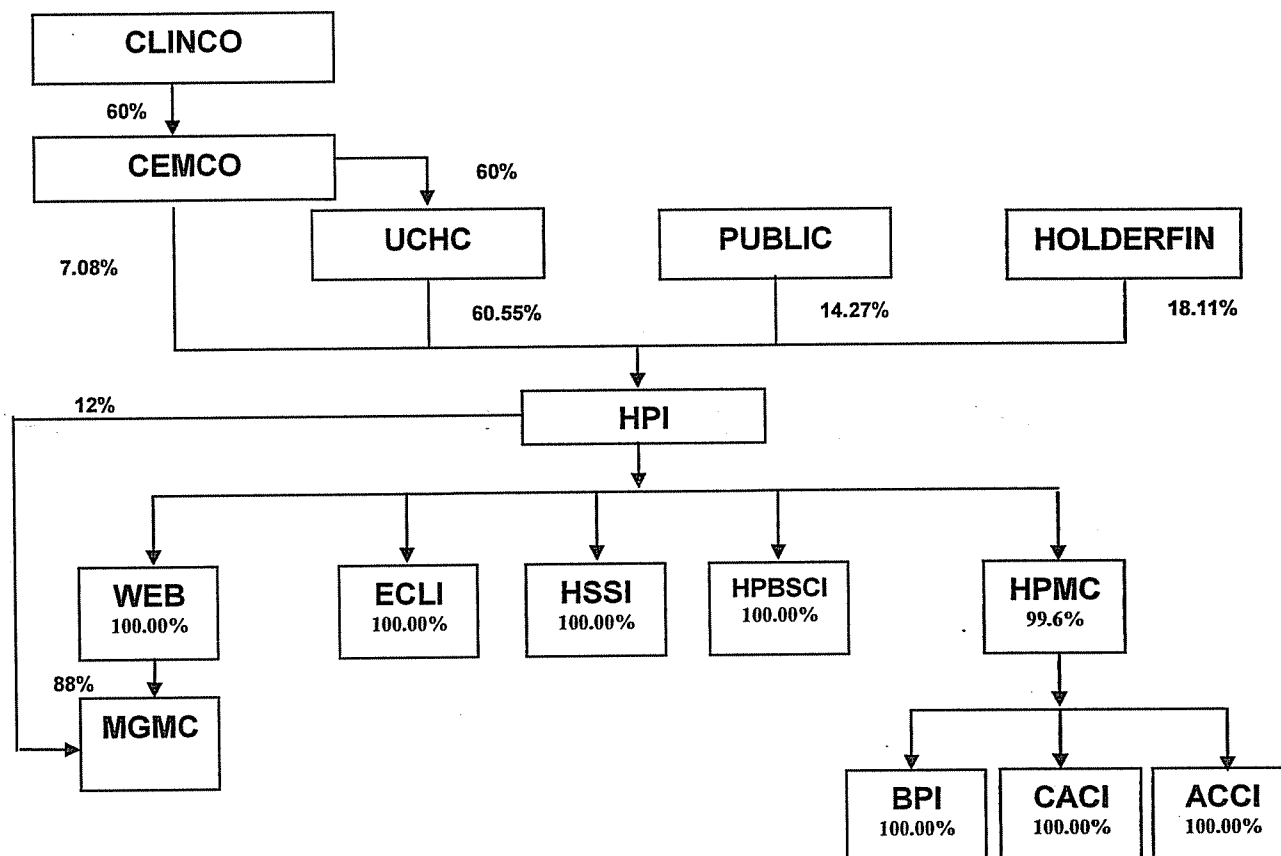 CLINCO
60%
CEMCO
60%
UCHC
PUBLIC
HOLDERFIN
7.08%
60.55%
14.27%
18.11%
12%
HPI
WEB
100.00%
ECLI
100.00%
HSSI
100.00%
HPBSCI
100.00%
HPMC
99.6%
88%
MGMC
BPI
100.00%
CACI
100.00%
ACCI
100.00%